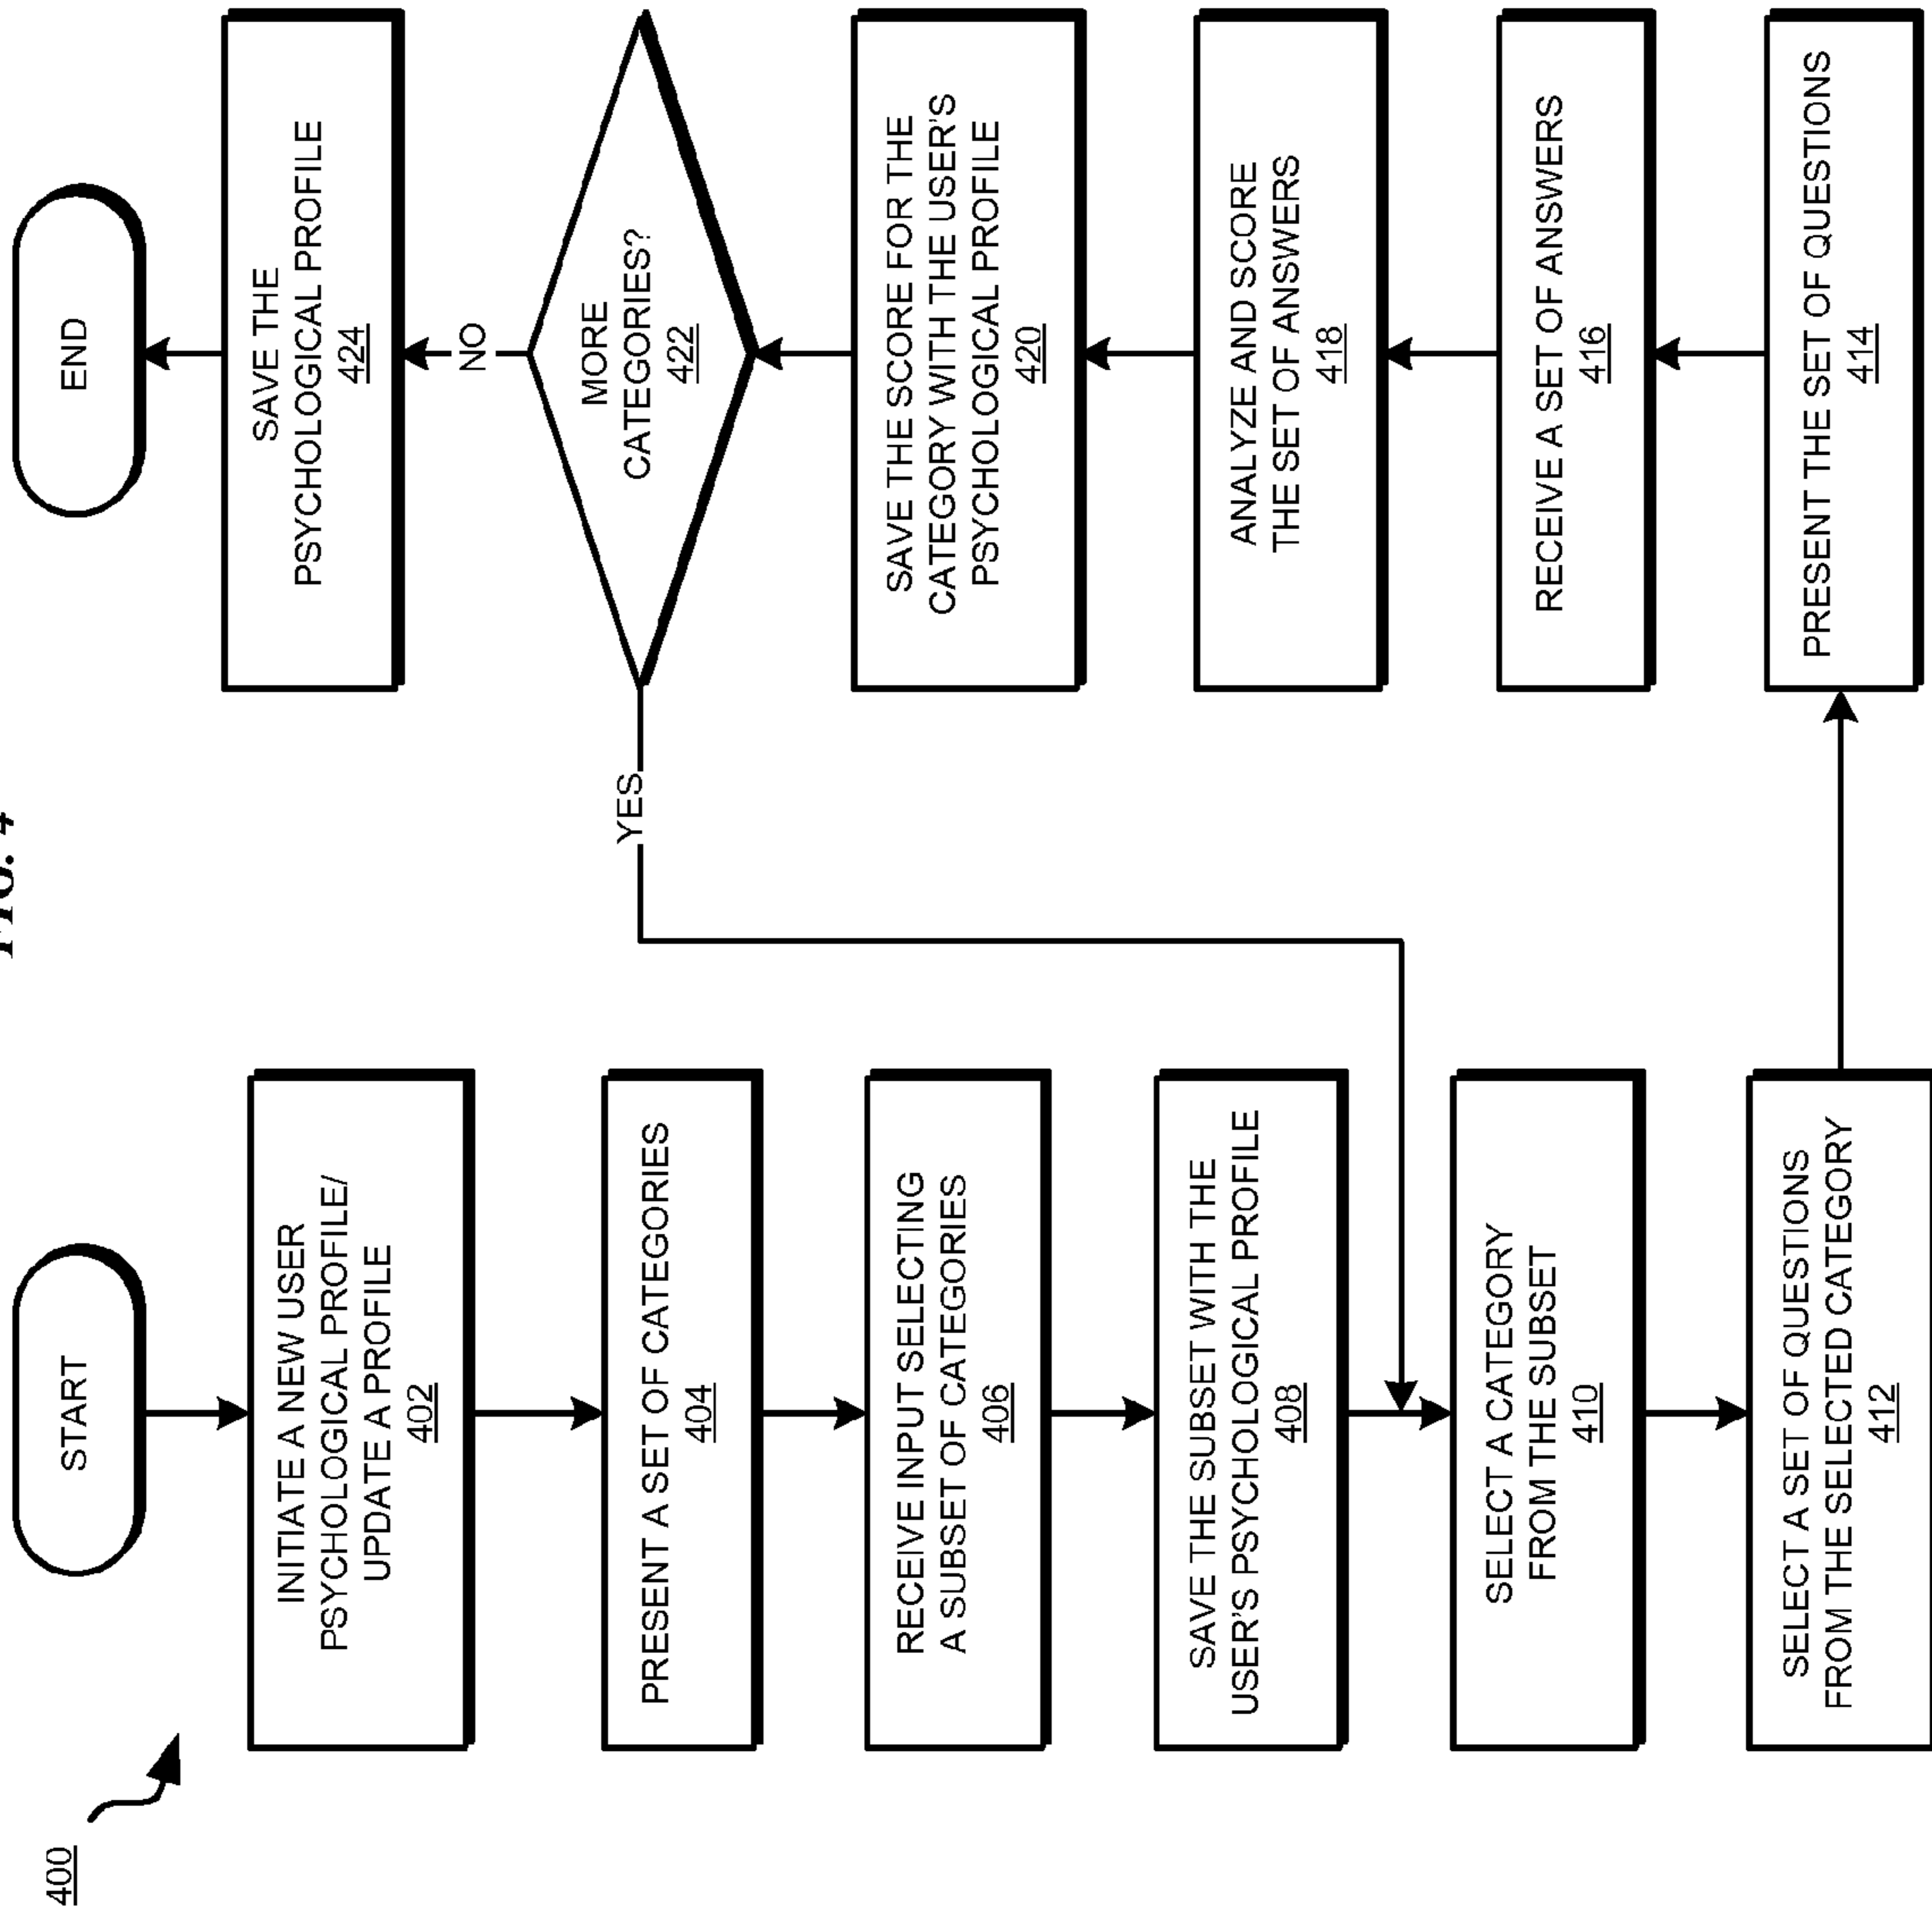 FIG. 4
400
START
INITIATE A NEW USER
PSYCHOLOGICAL PROFILE/
UPDATE A PROFILE
402
PRESENT A SET OF CATEGORIES
404
RECEIVE INPUT SELECTING
A SUBSET OF CATEGORIES
406
SAVE THE SUBSET WITH THE
USER'S PSYCHOLOGICAL PROFILE
408
SELECT A CATEGORY
FROM THE SUBSET
410
SELECT A SET OF QUESTIONS
FROM THE SELECTED CATEGORY
412
PRESENT THE SET OF QUESTIONS
414
RECEIVE A SET OF ANSWERS
416
ANALYZE AND SCORE
THE SET OF ANSWERS
418
SAVE THE SCORE FOR THE
CATEGORY WITH THE USER'S
PSYCHOLOGICAL PROFILE
420
MORE
CATEGORIES?
422
YES
NO
SAVE THE
PSYCHOLOGICAL PROFILE
424
END